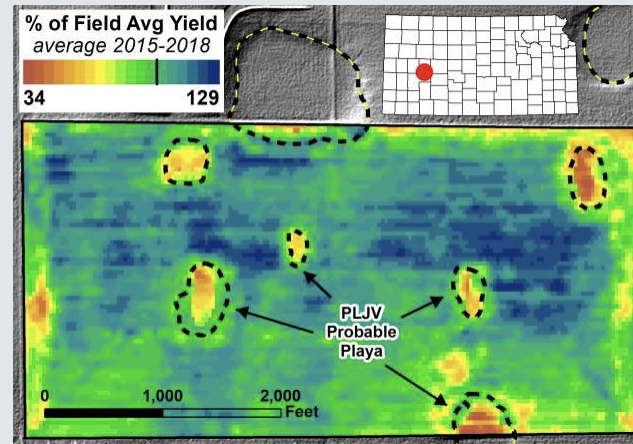 % of Field Avg Yield
average 2015-2018
34 129
PLJV
Probable
Playa
0 1,000 2,000
Feet